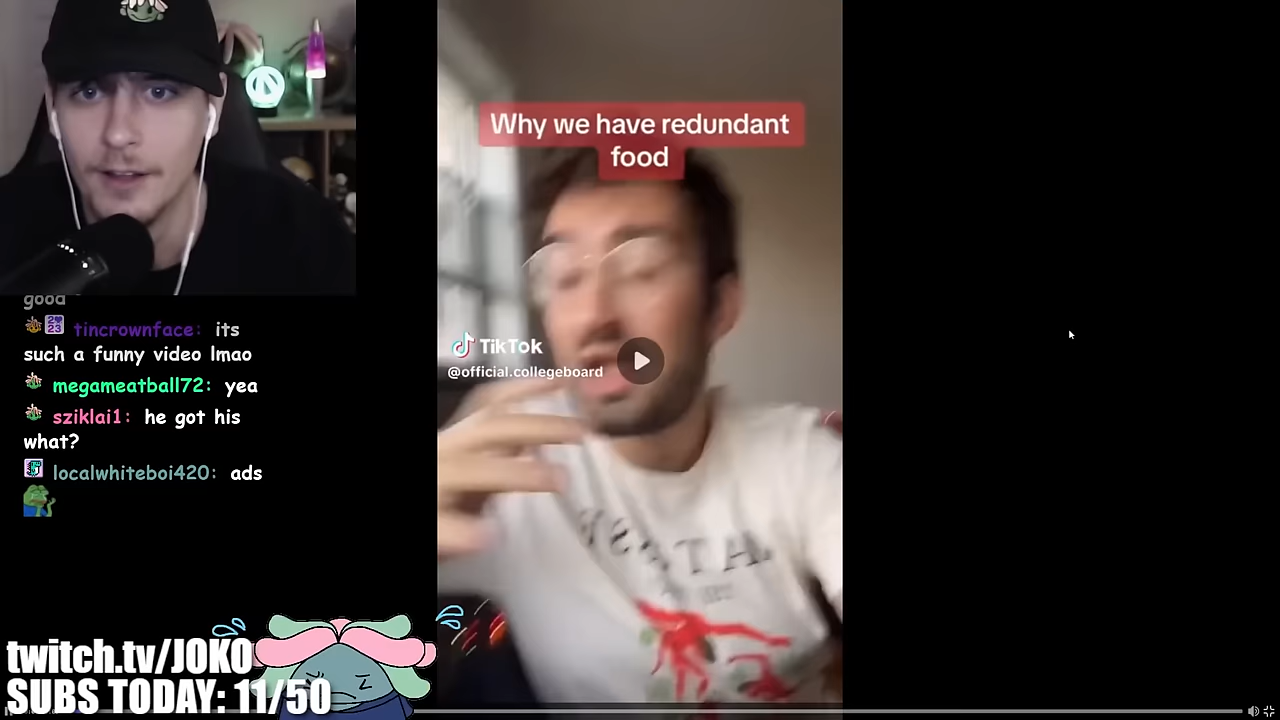 Why we have redundant
food
TikTok
@official.collegeboard
good
tincrownface: its
such a funny video lmao
megameatball72: yea
sziklai1: he got his
what?
localwhiteboi420: ads
twitch.tv/JOKO
SUBS TODAY: 11/50